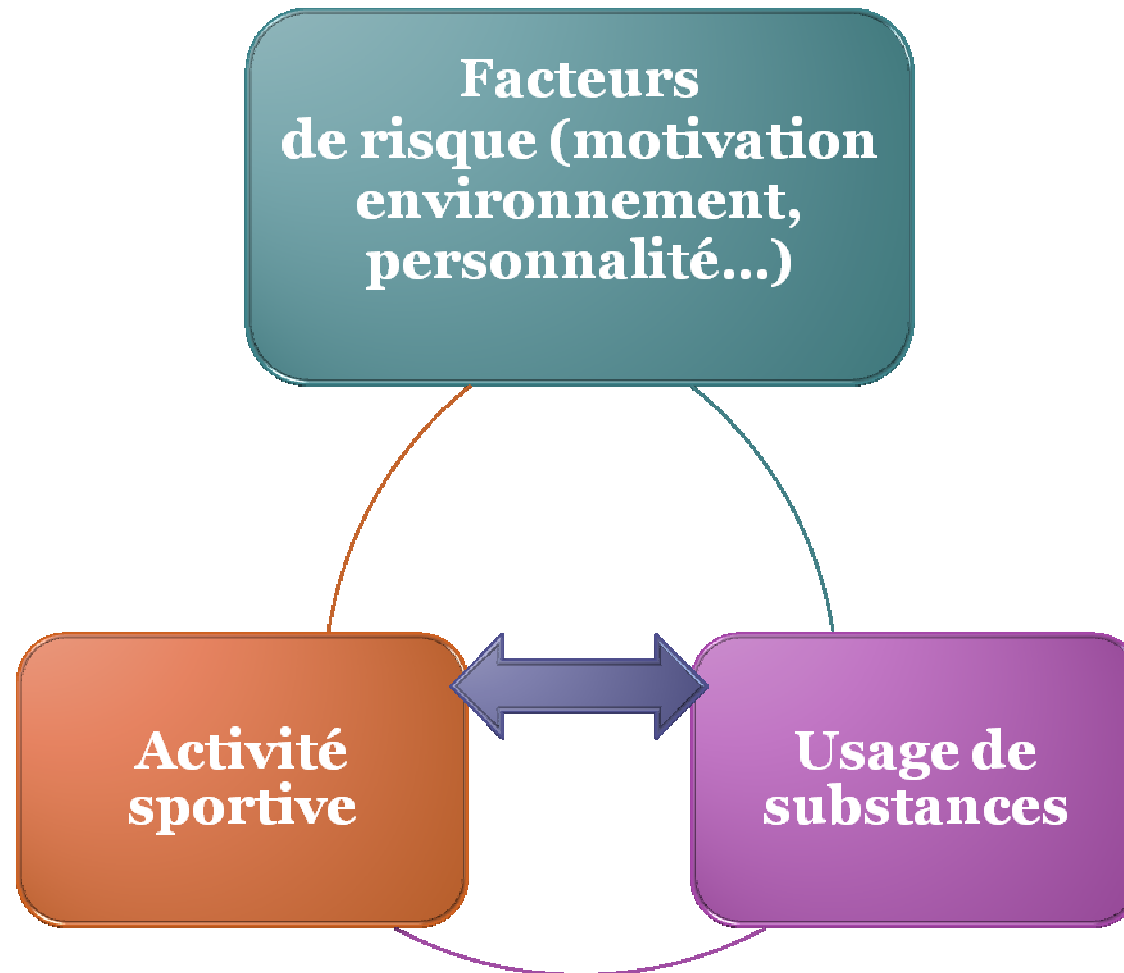 Facteurs
de risque (motivation
environnement,
personnalité...)
Activité
sportive
Usage de
substances